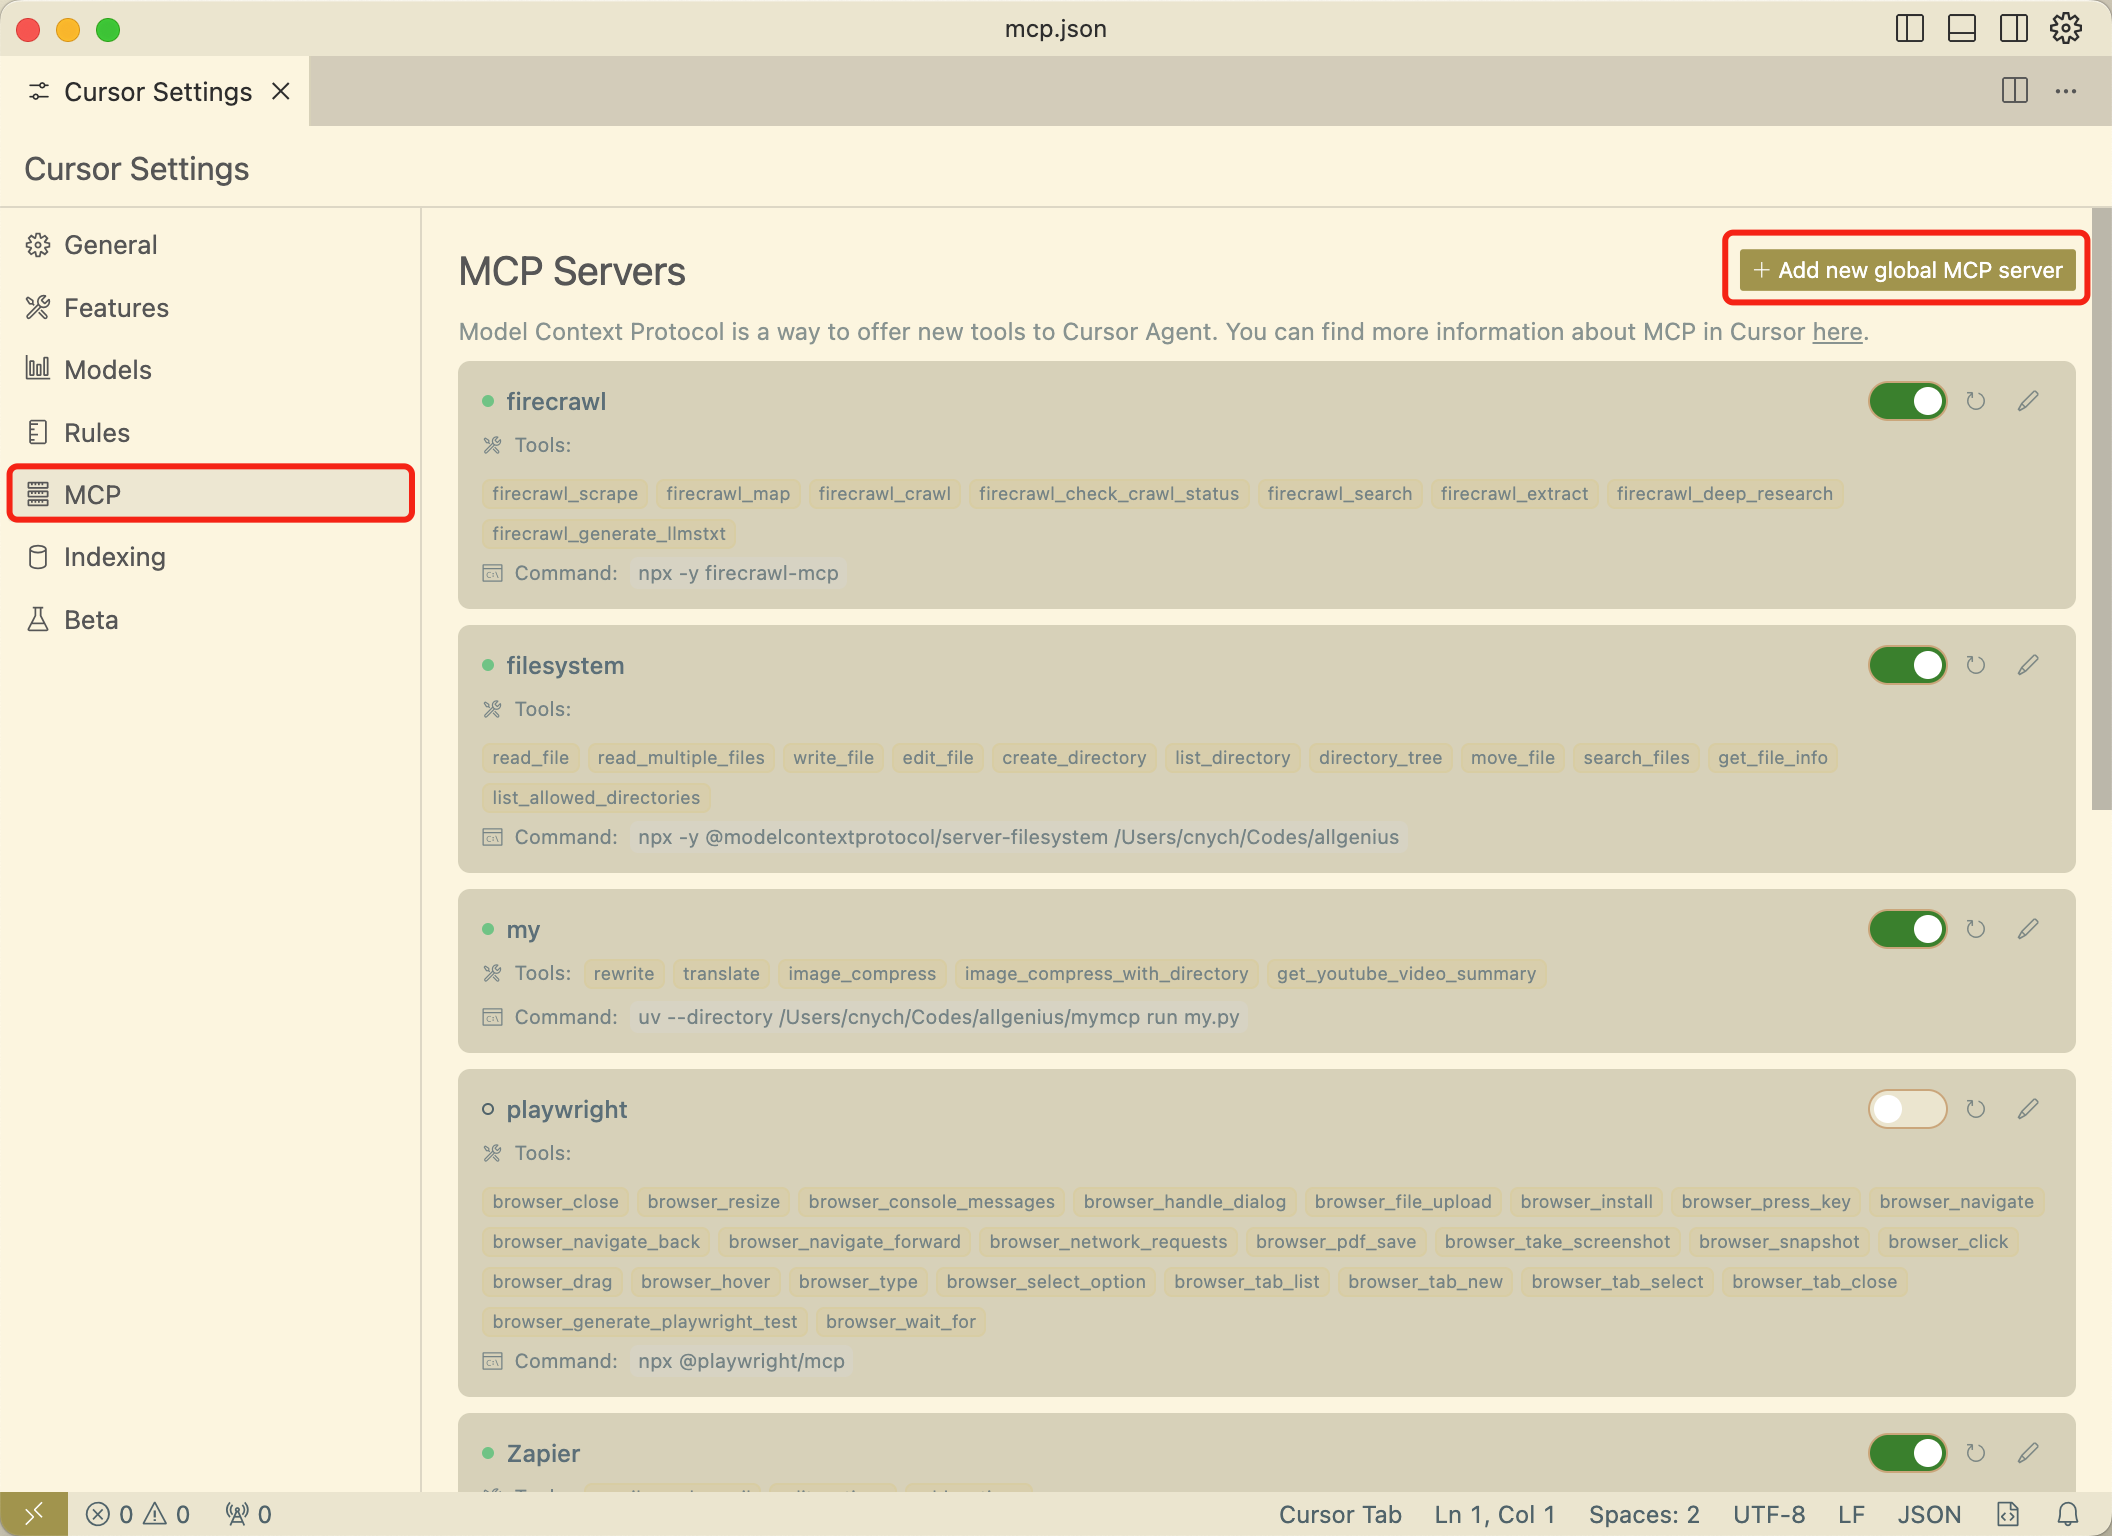 mcp.json
Cursor Settings
Cursor Settings
General
Features
Models
Rules
MCP
Indexing
Beta
MCP Servers
+ Add new global MCP server
Model Context Protocol is a way to offer new tools to Cursor Agent. You can find more information about MCP in Cursor here.
firecrawl
Tools:
firecrawl_scrape firecrawl_map firecrawl_crawl firecrawl_check_crawl_status firecrawl_search firecrawl_extract firecrawl_deep_research
firecrawl_generate_llmstxt
Command: npx -y firecrawl-mcp
filesystem
Tools:
read_file read_multiple_files write_file edit_file create_directory list_directory directory_tree move_file search_files get_file_info
list_allowed_directories
Command: npx -y @modelcontextprotocol/server-filesystem /Users/cnych/Codes/allgenius
my
Tools: rewrite translate image_compress image_compress_with_directory get_youtube_video_summary
Command: uv --directory /Users/cnych/Codes/allgenius/mymcp run my.py
playwright
Tools:
browser_close browser_resize browser_console_messages browser_handle_dialog browser_file_upload browser_install browser_press_key browser_navigate
browser_navigate_back browser_navigate_forward browser_network_requests browser_pdf_save browser_take_screenshot browser_snapshot browser_click
browser_drag browser_hover browser_type browser_select_option browser_tab_list browser_tab_new browser_tab_select browser_tab_close
browser_generate_playwright_test browser_wait_for
Command: npx @playwright/mcp
Zapier
0 0 0
Cursor Tab Ln 1, Col 1 Spaces: 2 UTF-8 LF JSON